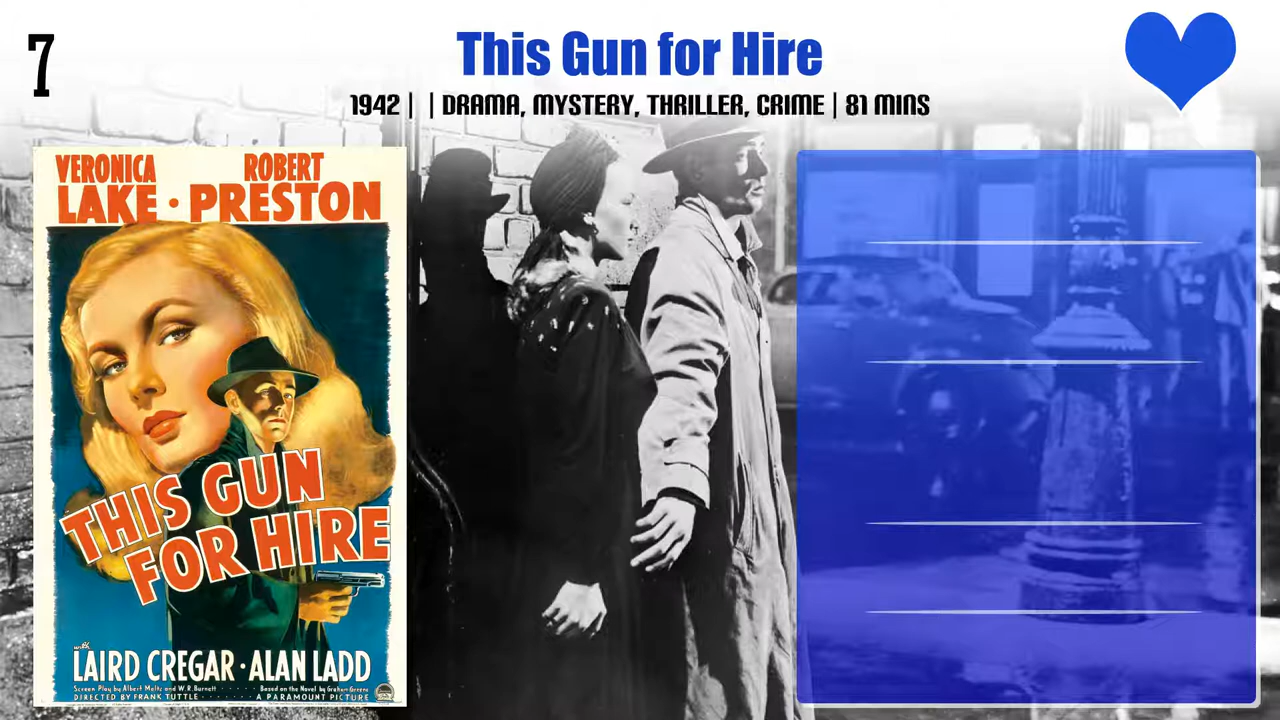 7
This Gun for Hire
1942 | | DRAMA, MYSTERY, THRILLER, CRIME | 81 MINS
VERONICA LAKE · ROBERT PRESTON
THIS GUN
FOR HIRE
with
LAIRD CREGAR · ALAN LADD
Screen Play by Albert Maltz and W. R. Burnett · · · · · Based on the Novel by Graham Greene
DIRECTED BY FRANK TUTTLE · · · · · · · A PARAMOUNT PICTURE